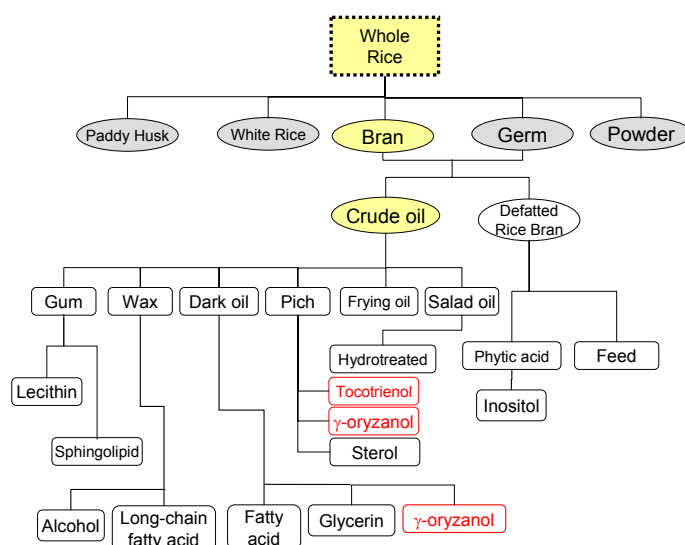 Whole
Rice
Paddy Husk
White Rice
Bran
Germ
Powder
Crude oil
Defatted
Rice Bran
Gum
Wax
Dark oil
Pich
Frying oil
Salad oil
Hydrotreated
Phytic acid
Feed
Lecithin
Tocotrienol
Inositol
γ-oryzanol
Sphingolipid
Sterol
Alcohol
Long-chain
fatty acid
Fatty
acid
Glycerin
γ-oryzanol